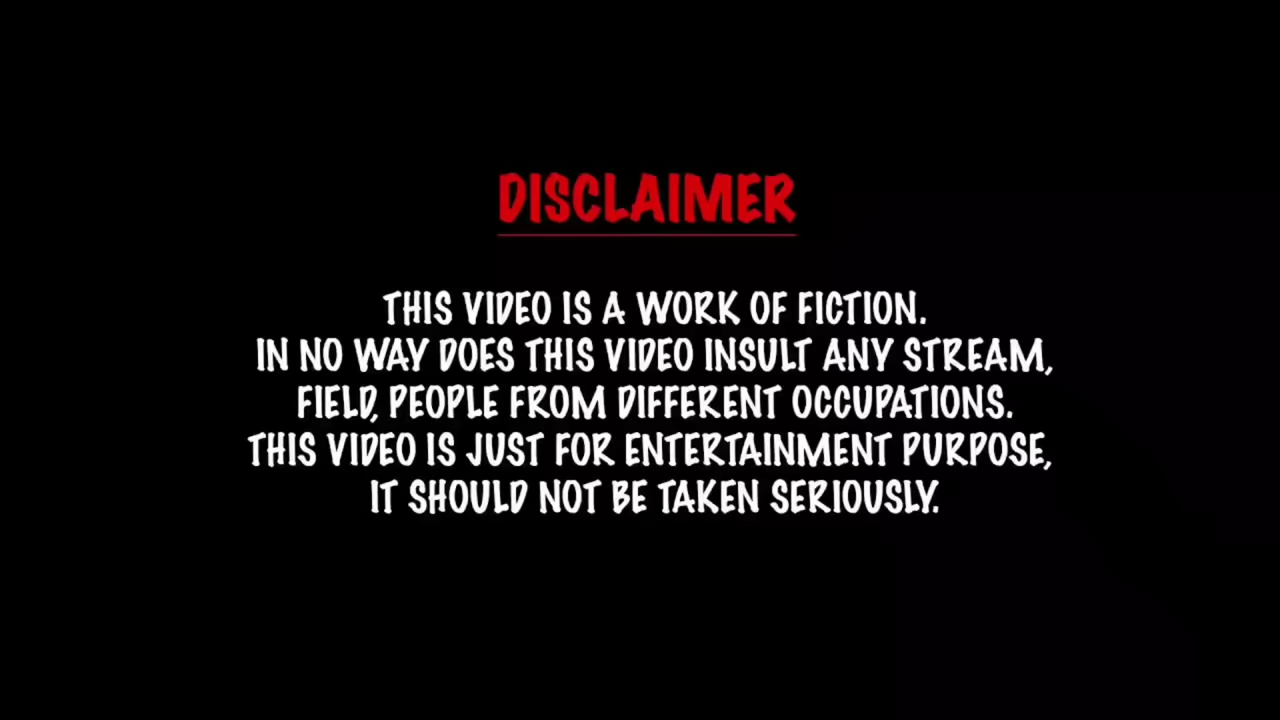 DISCLAIMER
THIS VIDEO IS A WORK OF FICTION.
IN NO WAY DOES THIS VIDEO INSULT ANY STREAM,
FIELD, PEOPLE FROM DIFFERENT OCCUPATIONS.
THIS VIDEO IS JUST FOR ENTERTAINMENT PURPOSE,
IT SHOULD NOT BE TAKEN SERIOUSLY.